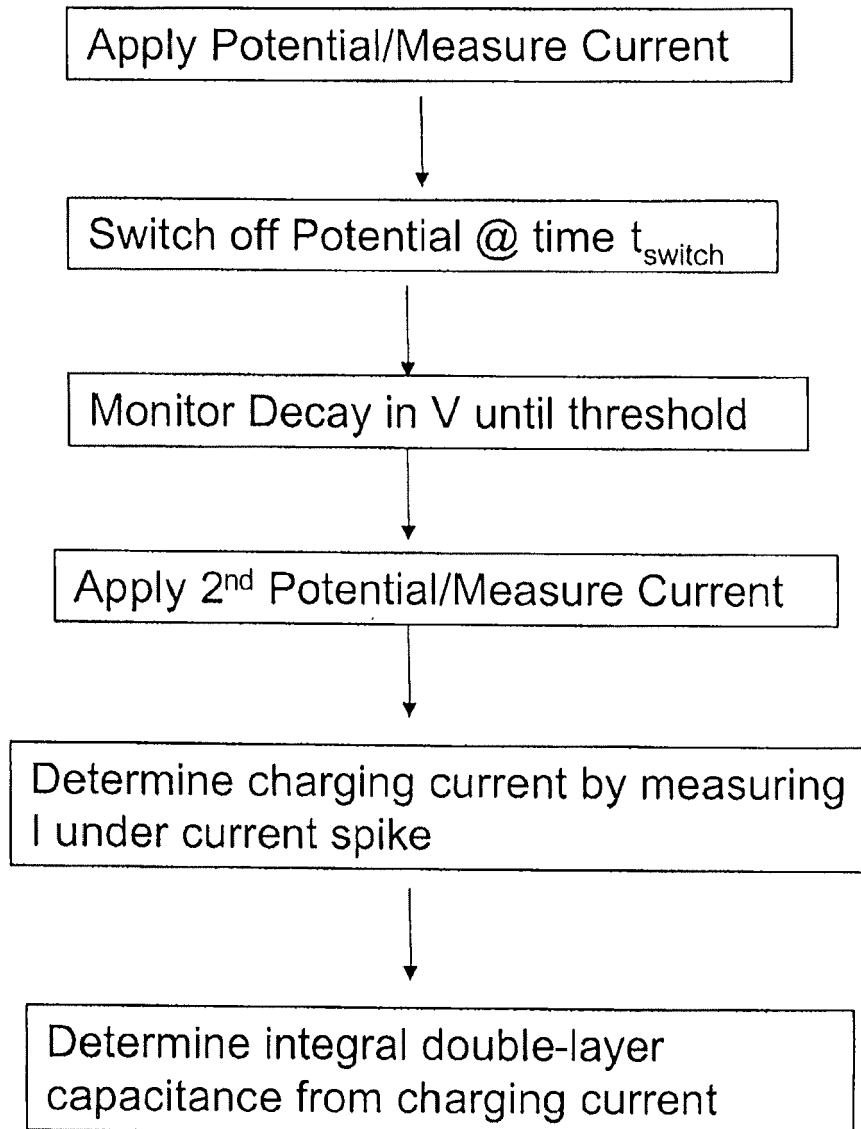 Apply Potential/Measure Current
Switch off Potential @ time t_switch
Monitor Decay in V until threshold
Apply 2nd Potential/Measure Current
Determine charging current by measuring
I under current spike
Determine integral double-layer
capacitance from charging current